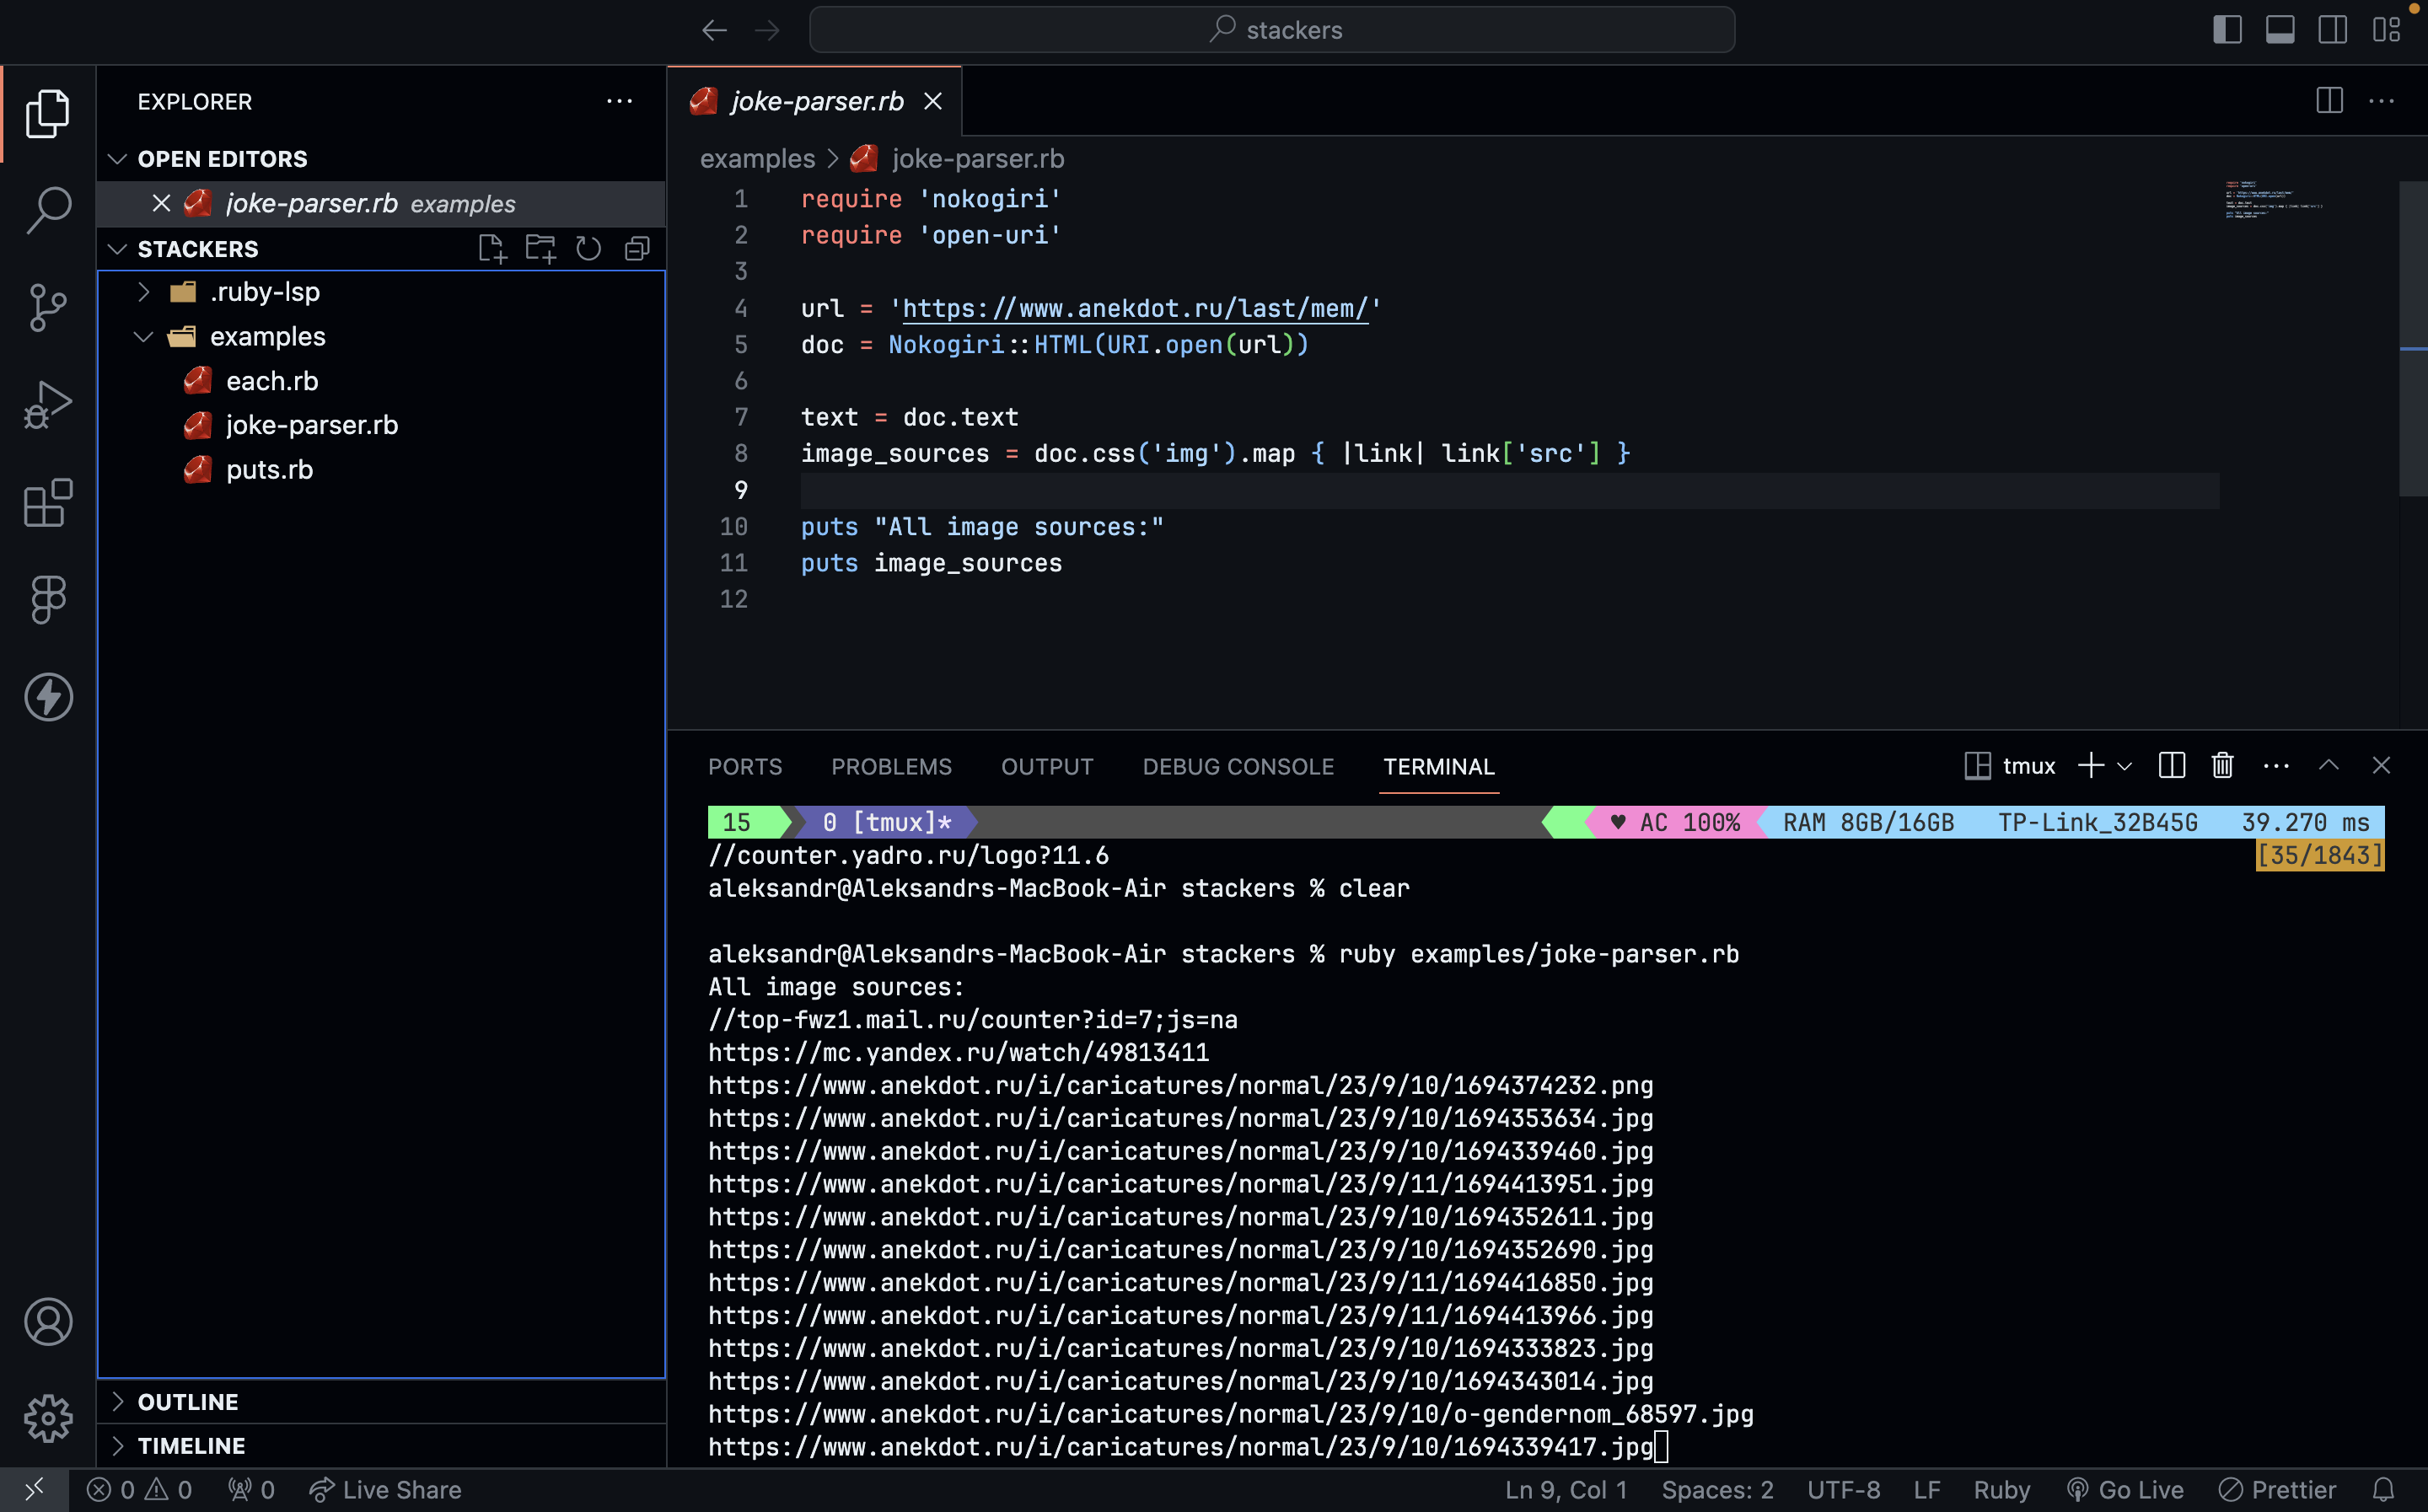 stackers
EXPLORER
OPEN EDITORS
joke-parser.rb examples
STACKERS
.ruby-lsp
examples
each.rb
joke-parser.rb
puts.rb
OUTLINE
TIMELINE
joke-parser.rb
examples > joke-parser.rb
1 require 'nokogiri'
2 require 'open-uri'
3
4 url = 'https://www.anekdot.ru/last/mem/'
5 doc = Nokogiri::HTML(URI.open(url))
6
7 text = doc.text
8 image_sources = doc.css('img').map { |link| link['src'] }
9
10 puts "All image sources:"
11 puts image_sources
12
PORTS PROBLEMS OUTPUT DEBUG CONSOLE TERMINAL tmux
15 0 [tmux]* ♥ AC 100% RAM 8GB/16GB TP-Link_32B45G 39.270 ms
//counter.yadro.ru/logo?11.6 [35/1843]
aleksandr@Aleksandrs-MacBook-Air stackers % clear
aleksandr@Aleksandrs-MacBook-Air stackers % ruby examples/joke-parser.rb
All image sources:
//top-fwz1.mail.ru/counter?id=7;js=na
https://mc.yandex.ru/watch/49813411
https://www.anekdot.ru/i/caricatures/normal/23/9/10/1694374232.png
https://www.anekdot.ru/i/caricatures/normal/23/9/10/1694353634.jpg
https://www.anekdot.ru/i/caricatures/normal/23/9/10/1694339460.jpg
https://www.anekdot.ru/i/caricatures/normal/23/9/11/1694413951.jpg
https://www.anekdot.ru/i/caricatures/normal/23/9/10/1694352611.jpg
https://www.anekdot.ru/i/caricatures/normal/23/9/10/1694352690.jpg
https://www.anekdot.ru/i/caricatures/normal/23/9/11/1694416850.jpg
https://www.anekdot.ru/i/caricatures/normal/23/9/11/1694413966.jpg
https://www.anekdot.ru/i/caricatures/normal/23/9/10/1694333823.jpg
https://www.anekdot.ru/i/caricatures/normal/23/9/10/1694343014.jpg
https://www.anekdot.ru/i/caricatures/normal/23/9/10/o-gendernom_68597.jpg
https://www.anekdot.ru/i/caricatures/normal/23/9/10/1694339417.jpg
0 0 0 Live Share Ln 9, Col 1 Spaces: 2 UTF-8 LF Ruby Go Live Prettier